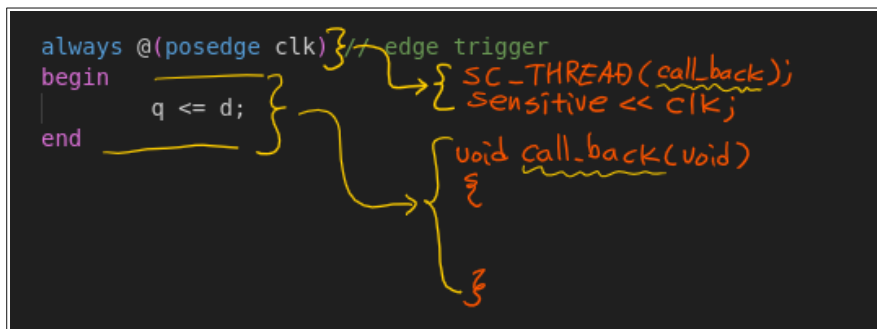 always @(posedge clk) // edge trigger
begin
q <= d;
end
{ SC_THREAD(call_back);
sensitive << clk;
void call_back(void)
{
}